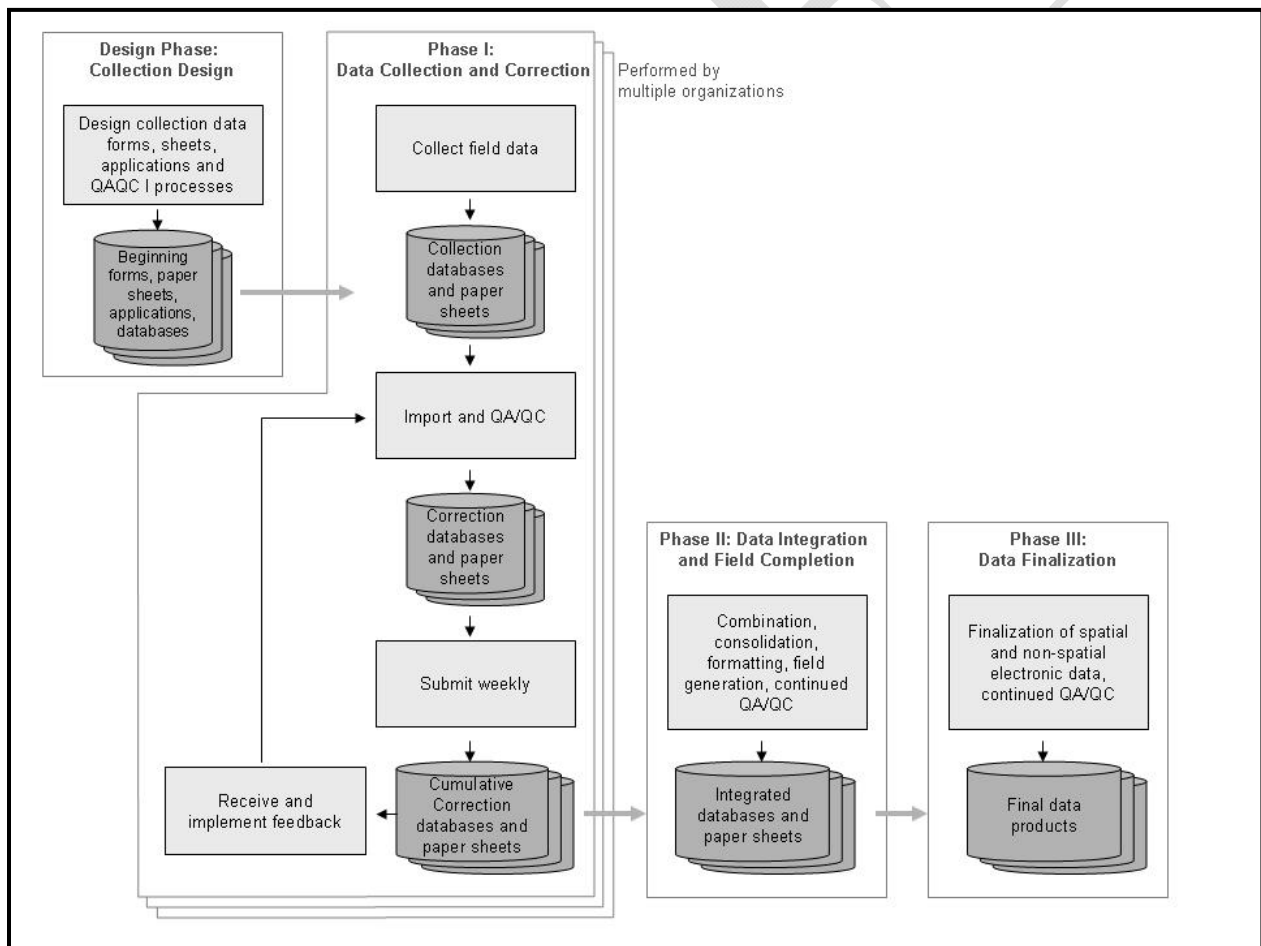 Design Phase:
Collection Design
Design collection data
forms, sheets,
applications and
QAQC I processes
Beginning
forms, paper
sheets,
applications,
databases
Phase I:
Data Collection and Correction
Performed by
multiple organizations
Collect field data
Collection
databases
and paper
sheets
Import and QA/QC
Correction
databases
and paper
sheets
Submit weekly
Cumulative
Correction
databases and
paper sheets
Receive and
implement feedback
Phase II: Data Integration
and Field Completion
Combination,
consolidation,
formatting, field
generation, continued
QA/QC
Integrated
databases and
paper sheets
Phase III:
Data Finalization
Finalization of spatial
and non-spatial
electronic data,
continued QA/QC
Final data
products